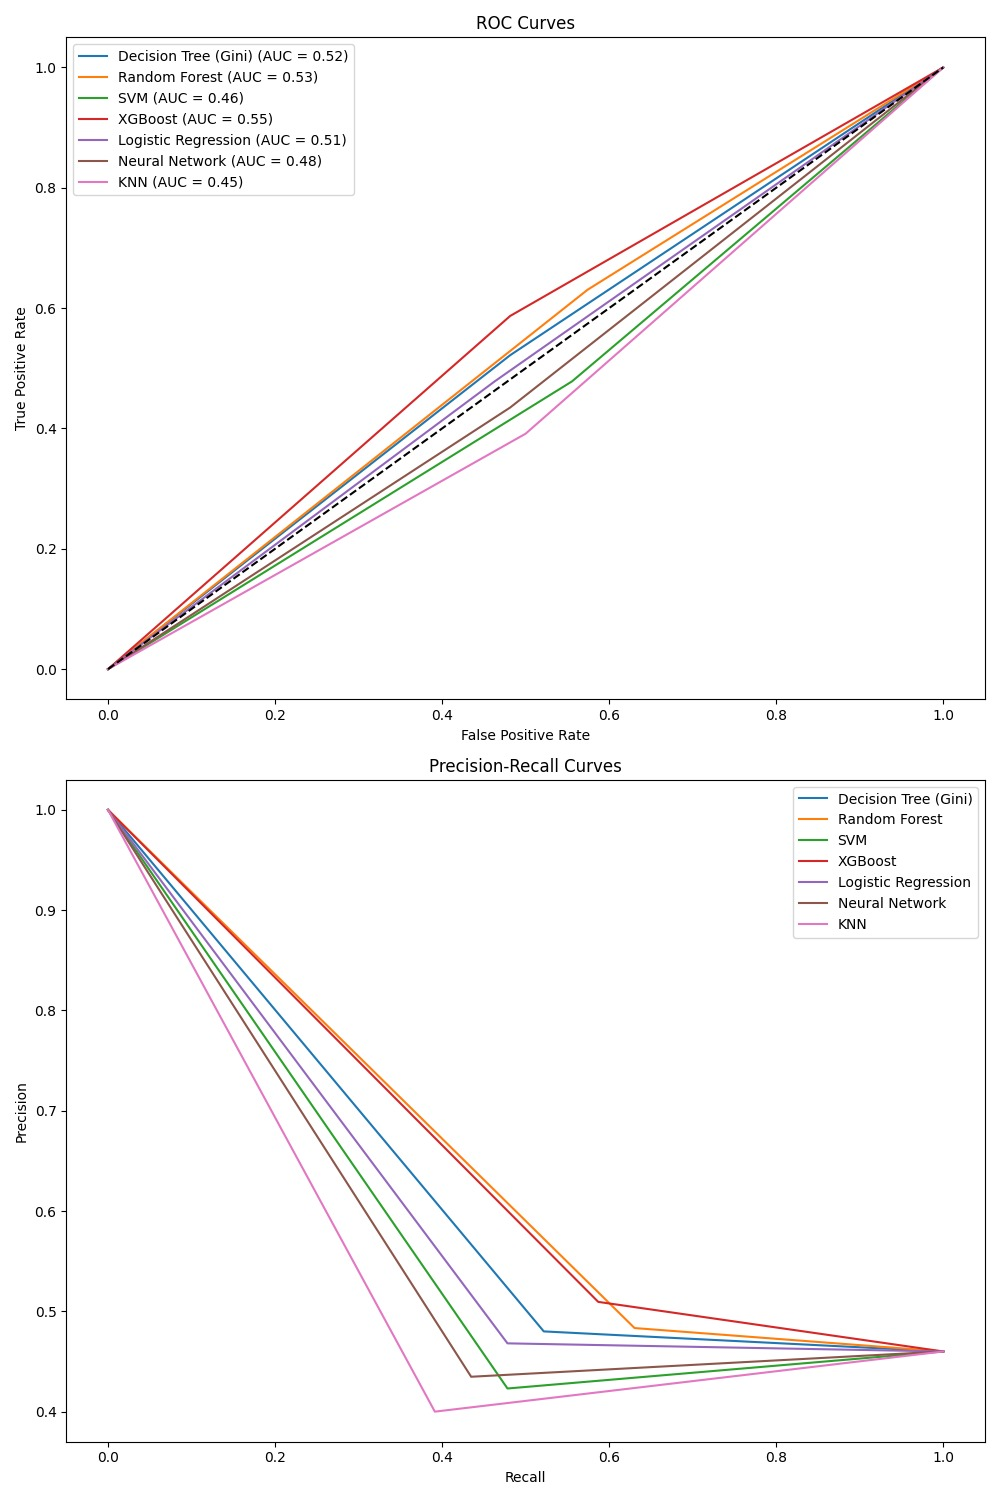 ROC Curves
Decision Tree (Gini) (AUC = 0.52)
Random Forest (AUC = 0.53)
SVM (AUC = 0.46)
XGBoost (AUC = 0.55)
Logistic Regression (AUC = 0.51)
Neural Network (AUC = 0.48)
KNN (AUC = 0.45)
1.0
0.8
0.6
0.4
0.2
0.0
True Positive Rate
0.0 0.2 0.4 0.6 0.8 1.0
False Positive Rate
Precision-Recall Curves
Decision Tree (Gini)
Random Forest
SVM
XGBoost
Logistic Regression
Neural Network
KNN
1.0
0.9
0.8
0.7
0.6
0.5
0.4
Precision
0.0 0.2 0.4 0.6 0.8 1.0
Recall